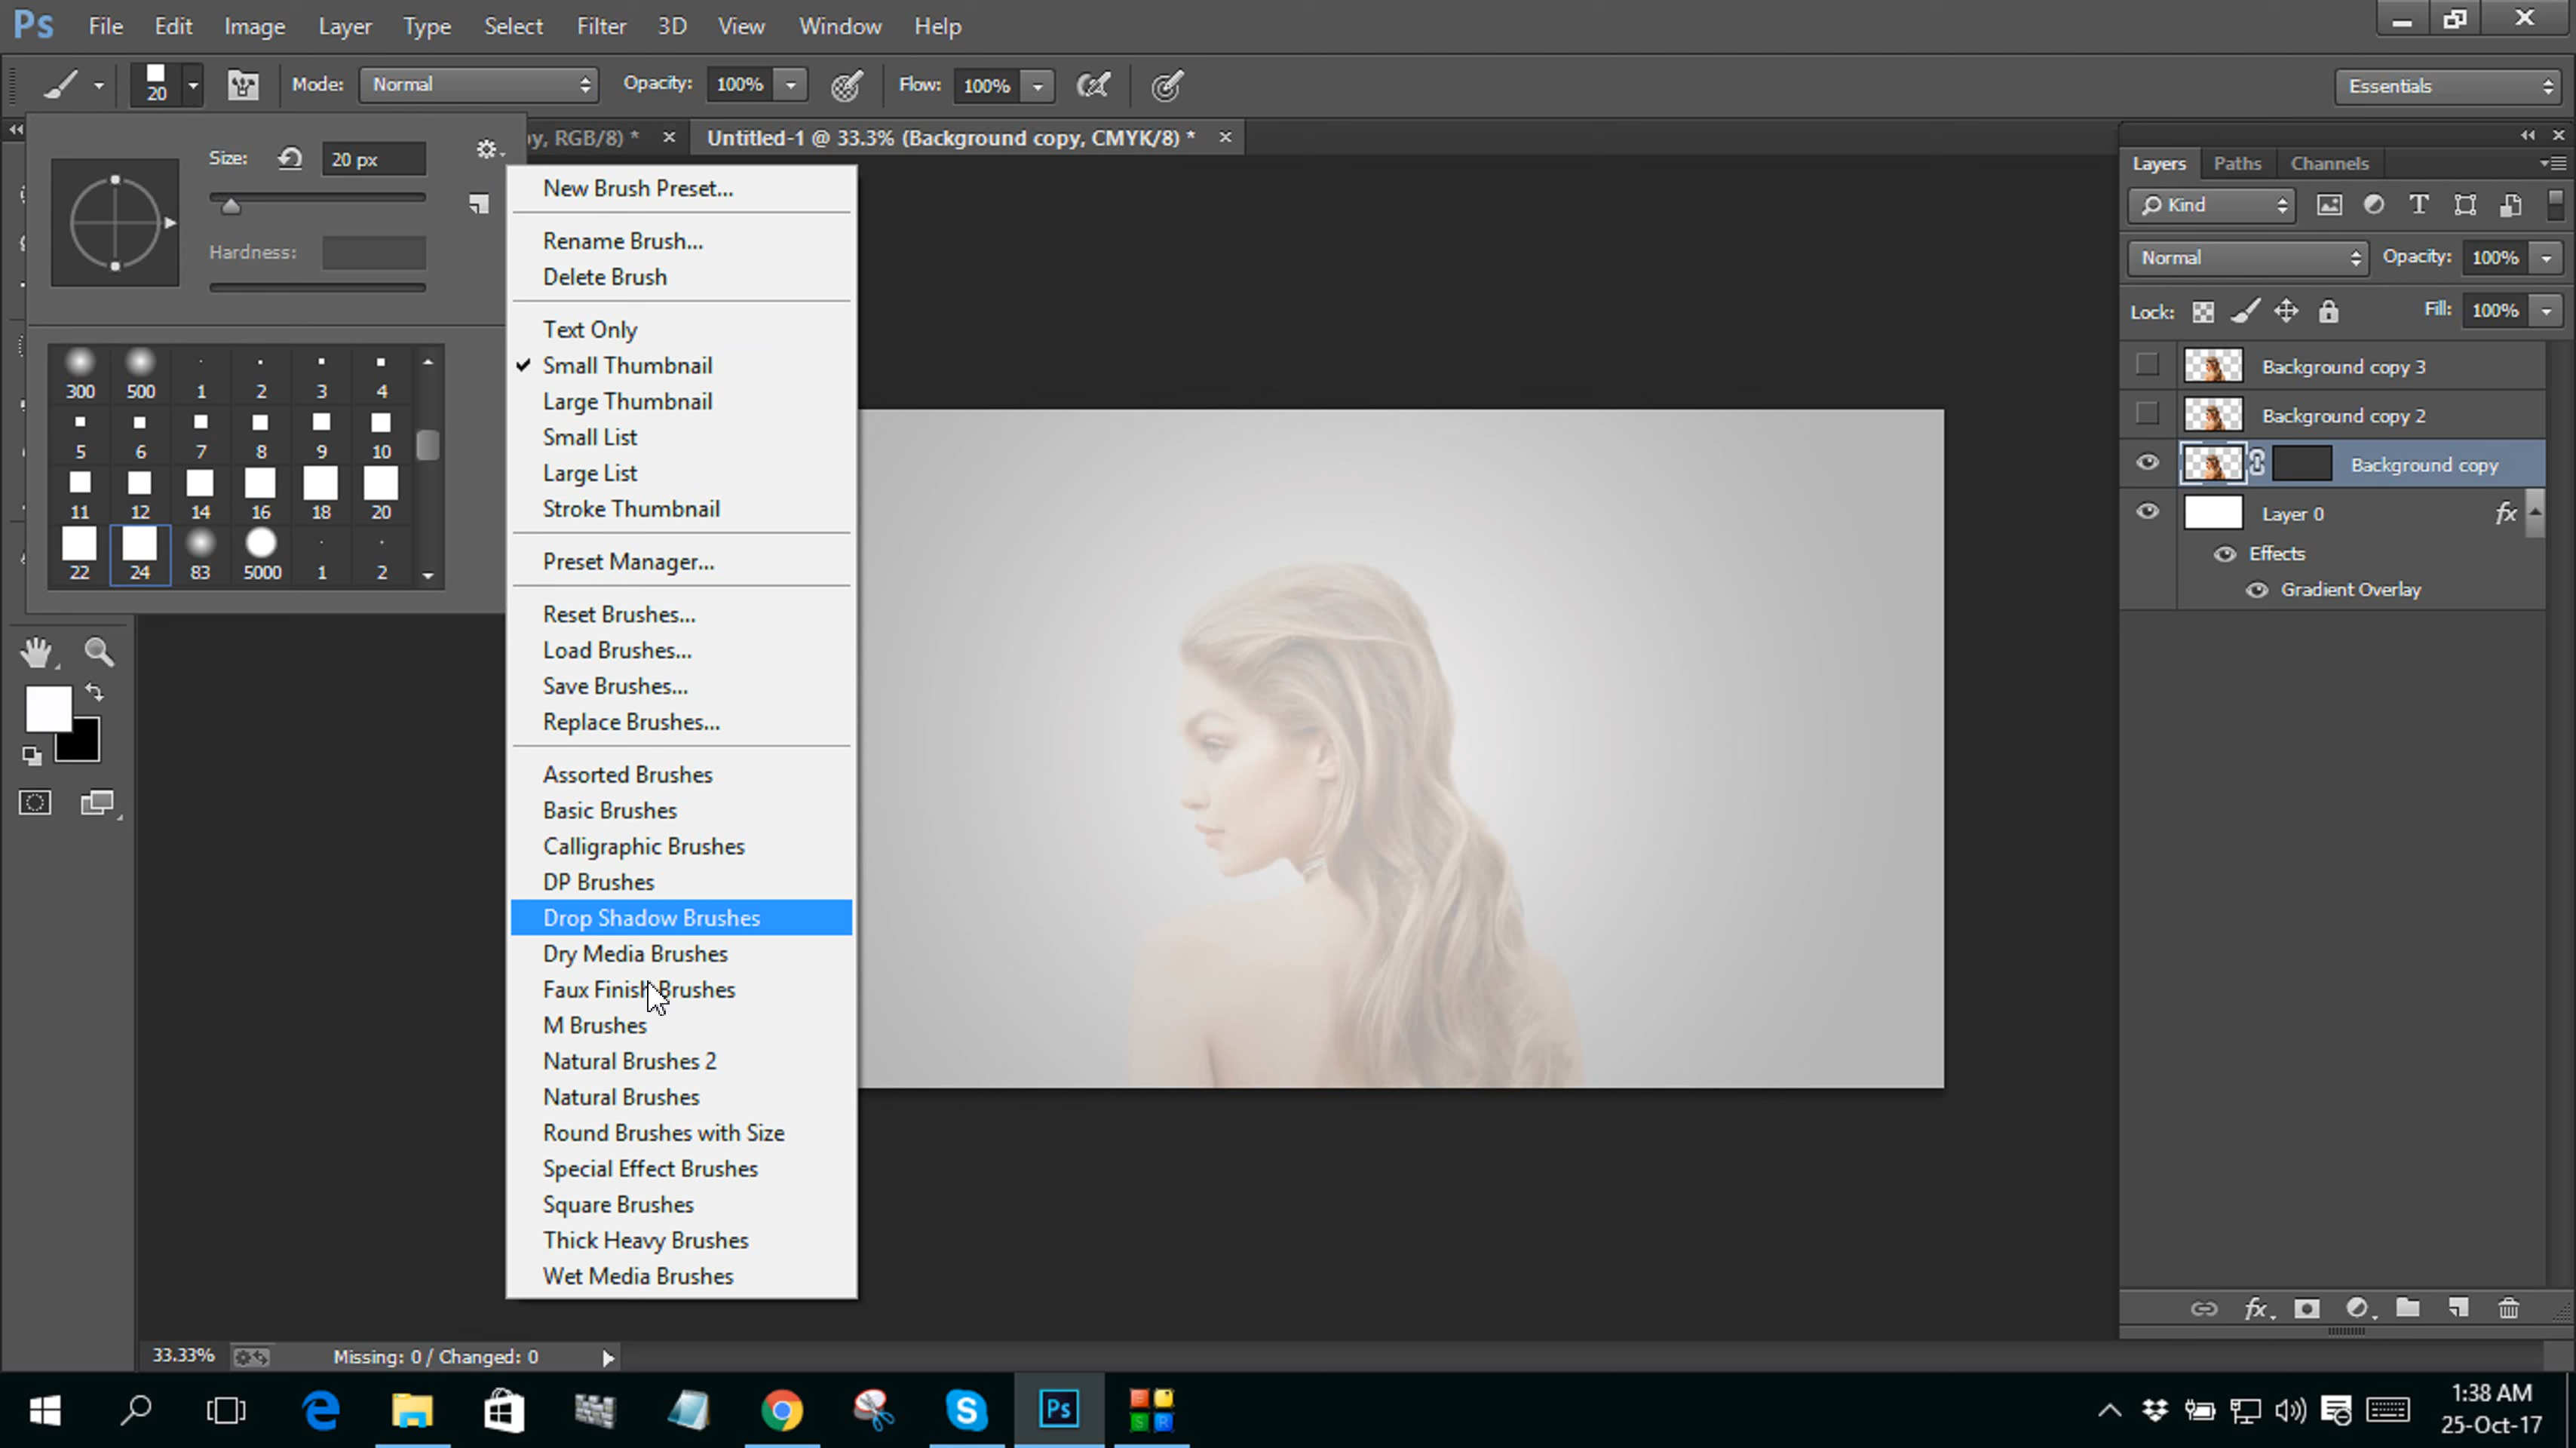 Ps File Edit Image Layer Type Select Filter 3D View Window Help
20 Mode: Normal Opacity: 100% Flow: 100% Essentials
y, RGB/8) * Untitled-1 @ 33.3% (Background copy, CMYK/8) *
Size: 20 px
Hardness:
300 500 1 2 3 4
5 6 7 8 9 10
11 12 14 16 18 20
22 24 83 5000 1 2
New Brush Preset...
Rename Brush...
Delete Brush
Text Only
Small Thumbnail
Large Thumbnail
Small List
Large List
Stroke Thumbnail
Preset Manager...
Reset Brushes...
Load Brushes...
Save Brushes...
Replace Brushes...
Assorted Brushes
Basic Brushes
Calligraphic Brushes
DP Brushes
Drop Shadow Brushes
Dry Media Brushes
Faux Finish Brushes
M Brushes
Natural Brushes 2
Natural Brushes
Round Brushes with Size
Special Effect Brushes
Square Brushes
Thick Heavy Brushes
Wet Media Brushes
Layers Paths Channels
Kind
Normal Opacity: 100%
Lock: Fill: 100%
Background copy 3
Background copy 2
Background copy
Layer 0 fx
Effects
Gradient Overlay
fx
33.33% Missing: 0 / Changed: 0
Ps
1:38 AM
25-Oct-17